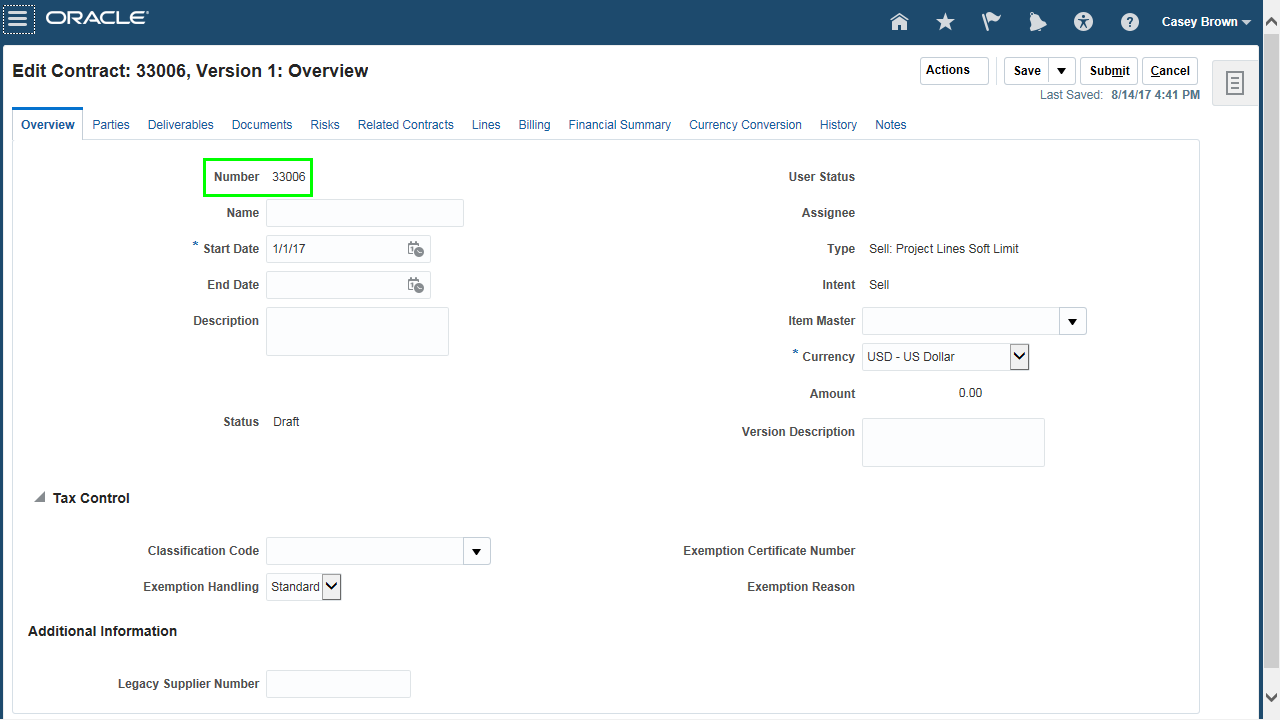 ORACLE
Casey Brown
Edit Contract: 33006, Version 1: Overview
Actions
Save
Submit
Cancel
Last Saved: 8/14/17 4:41 PM
Overview Parties Deliverables Documents Risks Related Contracts Lines Billing Financial Summary Currency Conversion History Notes
Number 33006
Name
* Start Date 1/1/17
End Date
Description
Status Draft
User Status
Assignee
Type Sell: Project Lines Soft Limit
Intent Sell
Item Master
* Currency USD - US Dollar
Amount 0.00
Version Description
Tax Control
Classification Code
Exemption Handling Standard
Exemption Certificate Number
Exemption Reason
Additional Information
Legacy Supplier Number